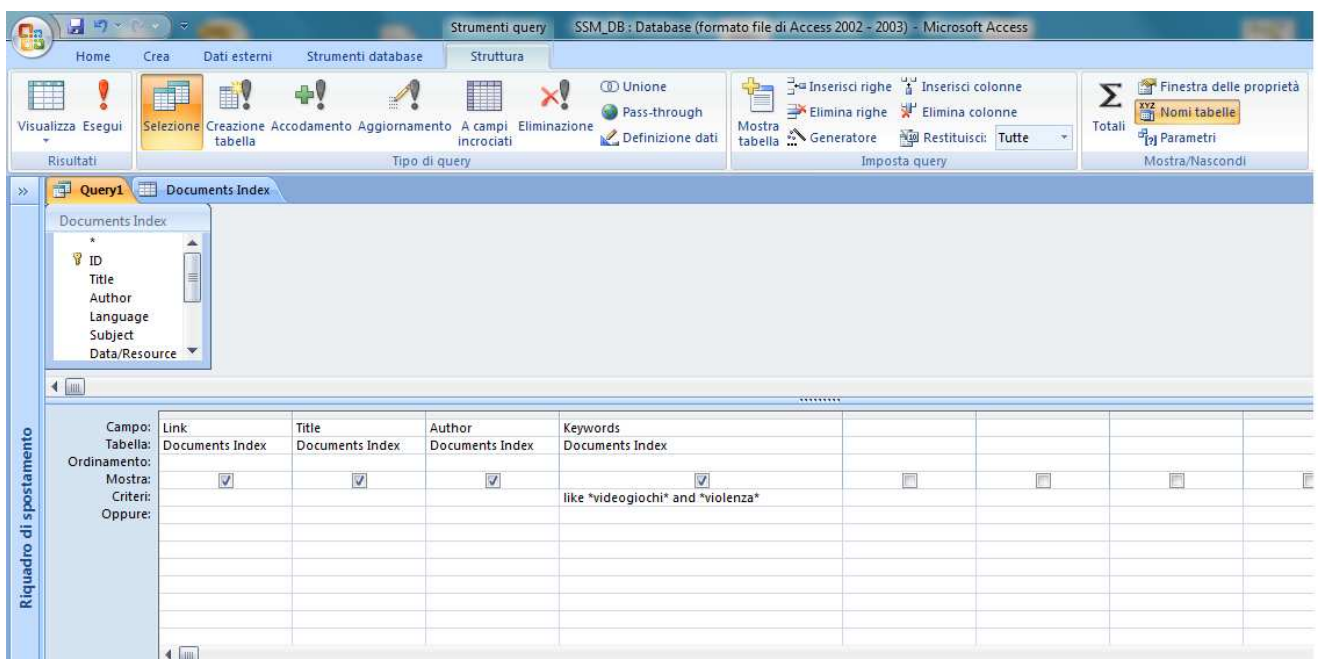 Strumenti query SSM_DB : Database (formato file di Access 2002 - 2003) - Microsoft Access
Home Crea Dati esterni Strumenti database Struttura
Visualizza Esegui
Risultati
Selezione Creazione tabella Accodamento Aggiornamento A campi incrociati Eliminazione
Unione
Pass-through
Definizione dati
Tipo di query
Mostra tabella
Inserisci righe Inserisci colonne
Elimina righe Elimina colonne
Generatore Restituisci: Tutte
Imposta query
Totali
Finestra delle proprietà
Nomi tabelle
Parametri
Mostra/Nascondi
Query1 Documents Index
Documents Index
*
ID
Title
Author
Language
Subject
Data/Resource
Riquadro di spostamento
Campo: Link Title Author Keywords
Tabella: Documents Index Documents Index Documents Index Documents Index
Ordinamento:
Mostra:
Criteri: like *videogiochi* and *violenza*
Oppure: